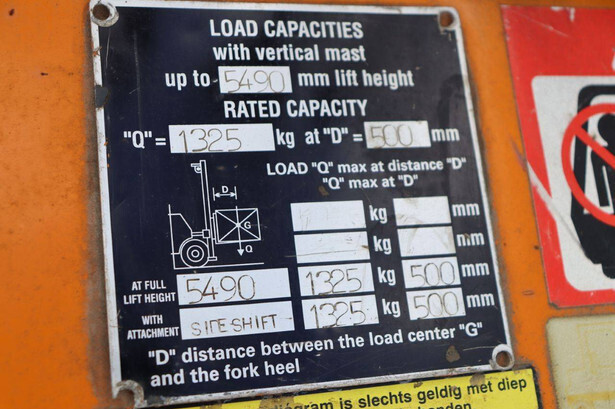 LOAD CAPACITIES
with vertical mast
up to 5490 mm lift height
RATED CAPACITY
"Q" = 1325 kg at "D" = 500 mm
LOAD "Q" max at distance "D"
"Q" max at "D"
D
G
Q
kg mm
kg mm
AT FULL LIFT HEIGHT 5490 1325 kg 500 mm
WITH ATTACHMENT SIDESHIFT 1325 kg 500 mm
"D" distance between the load center "G"
and the fork heel
diagram is slechts geldig met diep